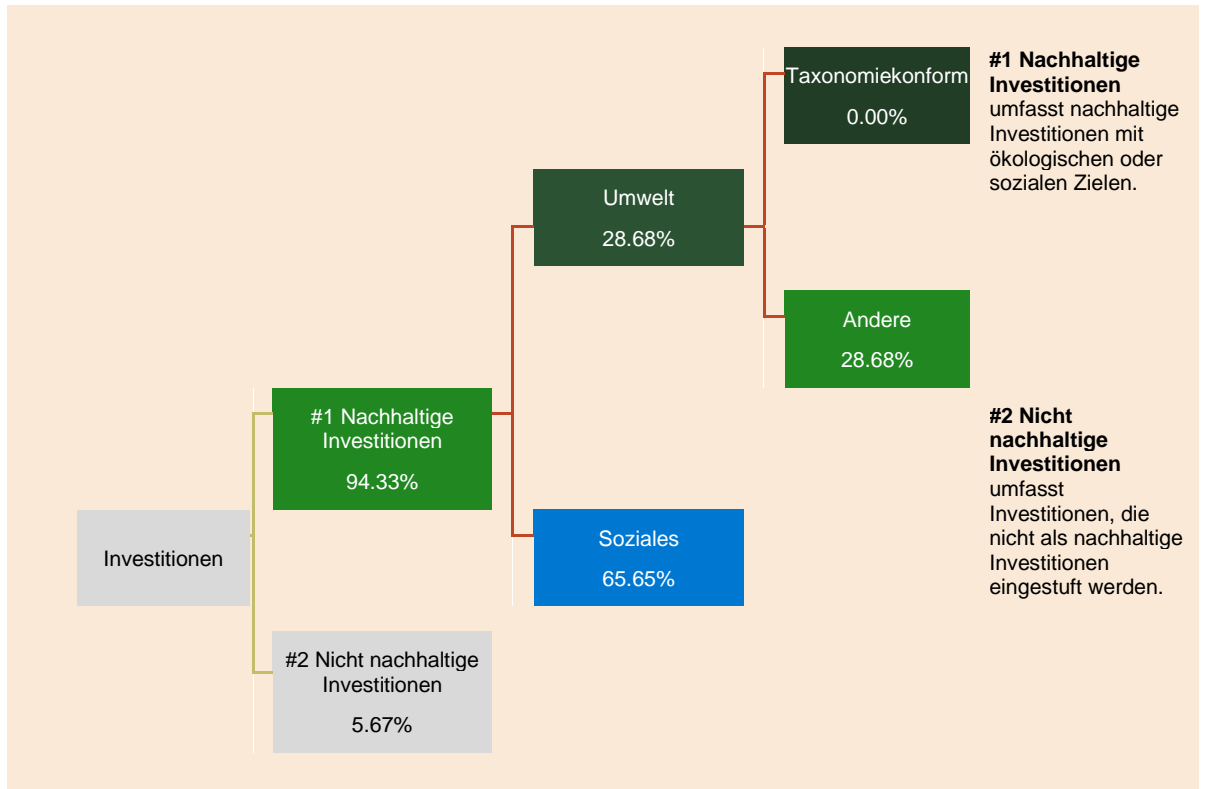 Investitionen
#1 Nachhaltige
Investitionen
94.33%
#2 Nicht nachhaltige
Investitionen
5.67%
Umwelt
28.68%
Soziales
65.65%
Taxonomiekonform
0.00%
Andere
28.68%
#1 Nachhaltige
Investitionen
umfasst nachhaltige
Investitionen mit
ökologischen oder
sozialen Zielen.
#2 Nicht
nachhaltige
Investitionen
umfasst
Investitionen, die
nicht als nachhaltige
Investitionen
eingestuft werden.